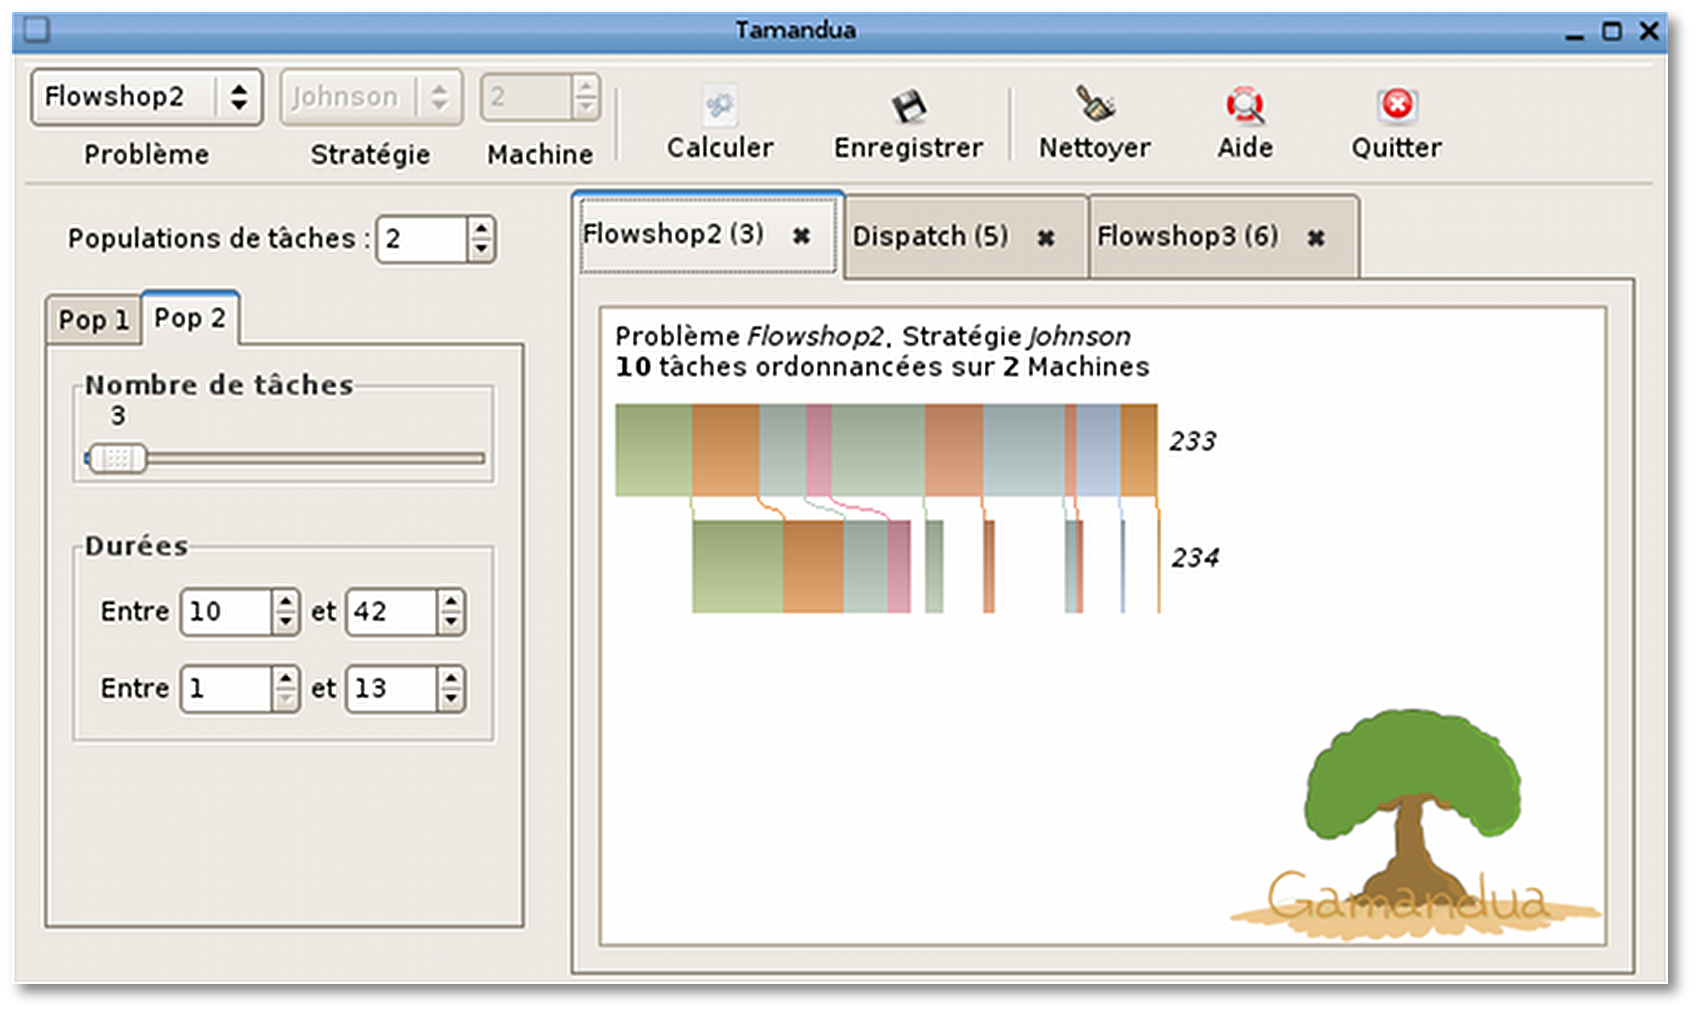 Tamandua
Flowshop2 Johnson 2
Problème Stratégie Machine Calculer Enregistrer Nettoyer Aide Quitter
Populations de tâches : 2
Pop 1 Pop 2
Nombre de tâches
3
Durées
Entre 10 et 42
Entre 1 et 13
Flowshop2 (3) Dispatch (5) Flowshop3 (6)
Problème Flowshop2, Stratégie Johnson
10 tâches ordonnancées sur 2 Machines
233
234
Gamandua